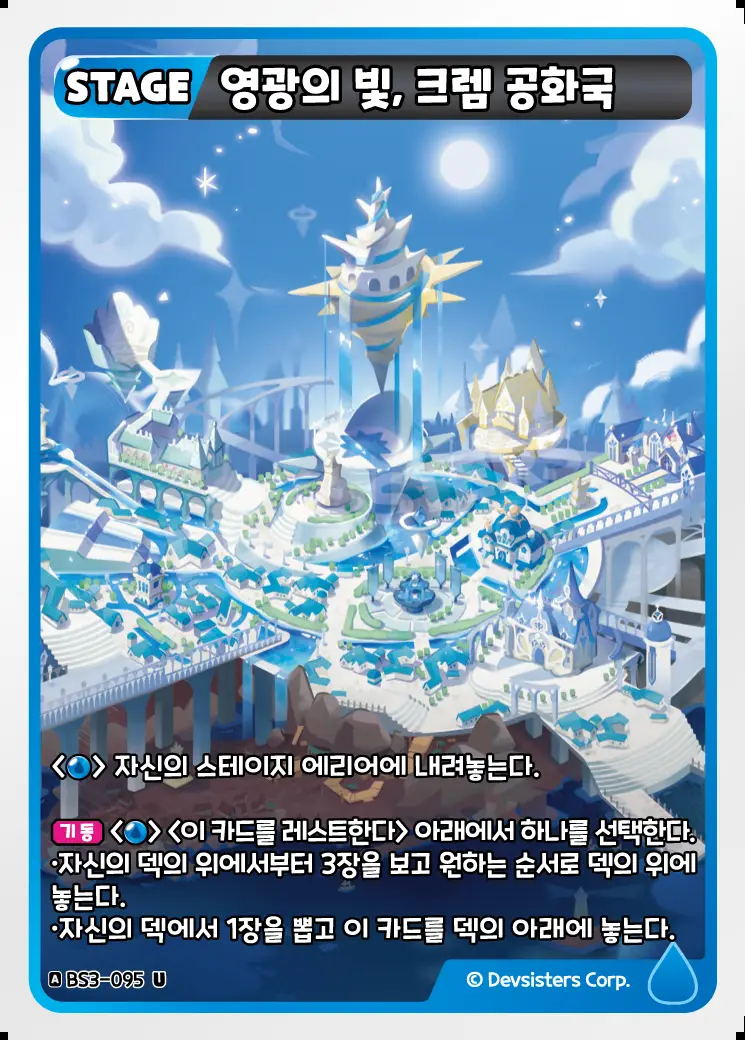 STAGE 영광의 빛, 크렘 공화국
< > 자신의 스테이지 에리어에 내려놓는다.
기동 < > <이 카드를 레스트한다> 아래에서 하나를 선택한다.
·자신의 덱의 위에서부터 3장을 보고 원하는 순서로 덱의 위에
놓는다.
·자신의 덱에서 1장을 뽑고 이 카드를 덱의 아래에 놓는다.
A BS3-095 U © Devsisters Corp.